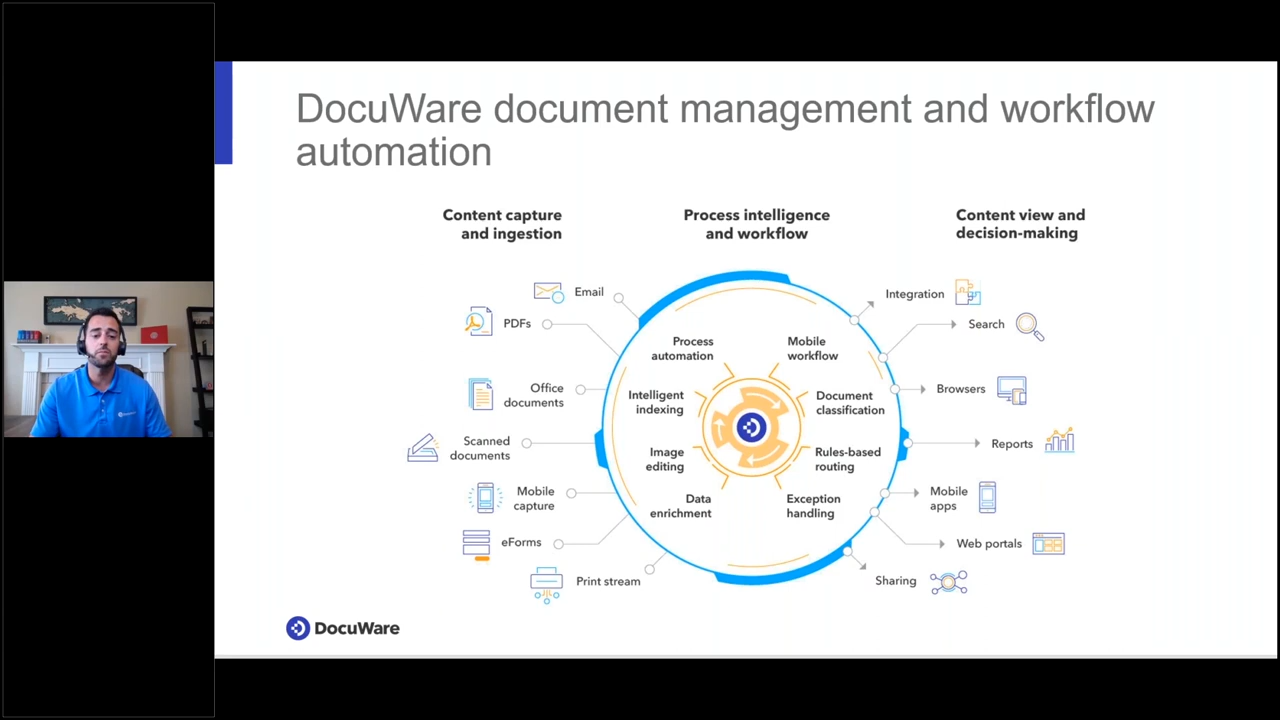 DocuWare document management and workflow
automation
Content capture
and ingestion
Process intelligence
and workflow
Content view and
decision-making
Email
PDFs
Office
documents
Scanned
documents
Mobile
capture
eForms
Print stream
Process
automation
Mobile
workflow
Intelligent
indexing
Document
classification
Image
editing
Rules-based
routing
Data
enrichment
Exception
handling
Integration
Search
Browsers
Reports
Mobile
apps
Web portals
Sharing
DocuWare